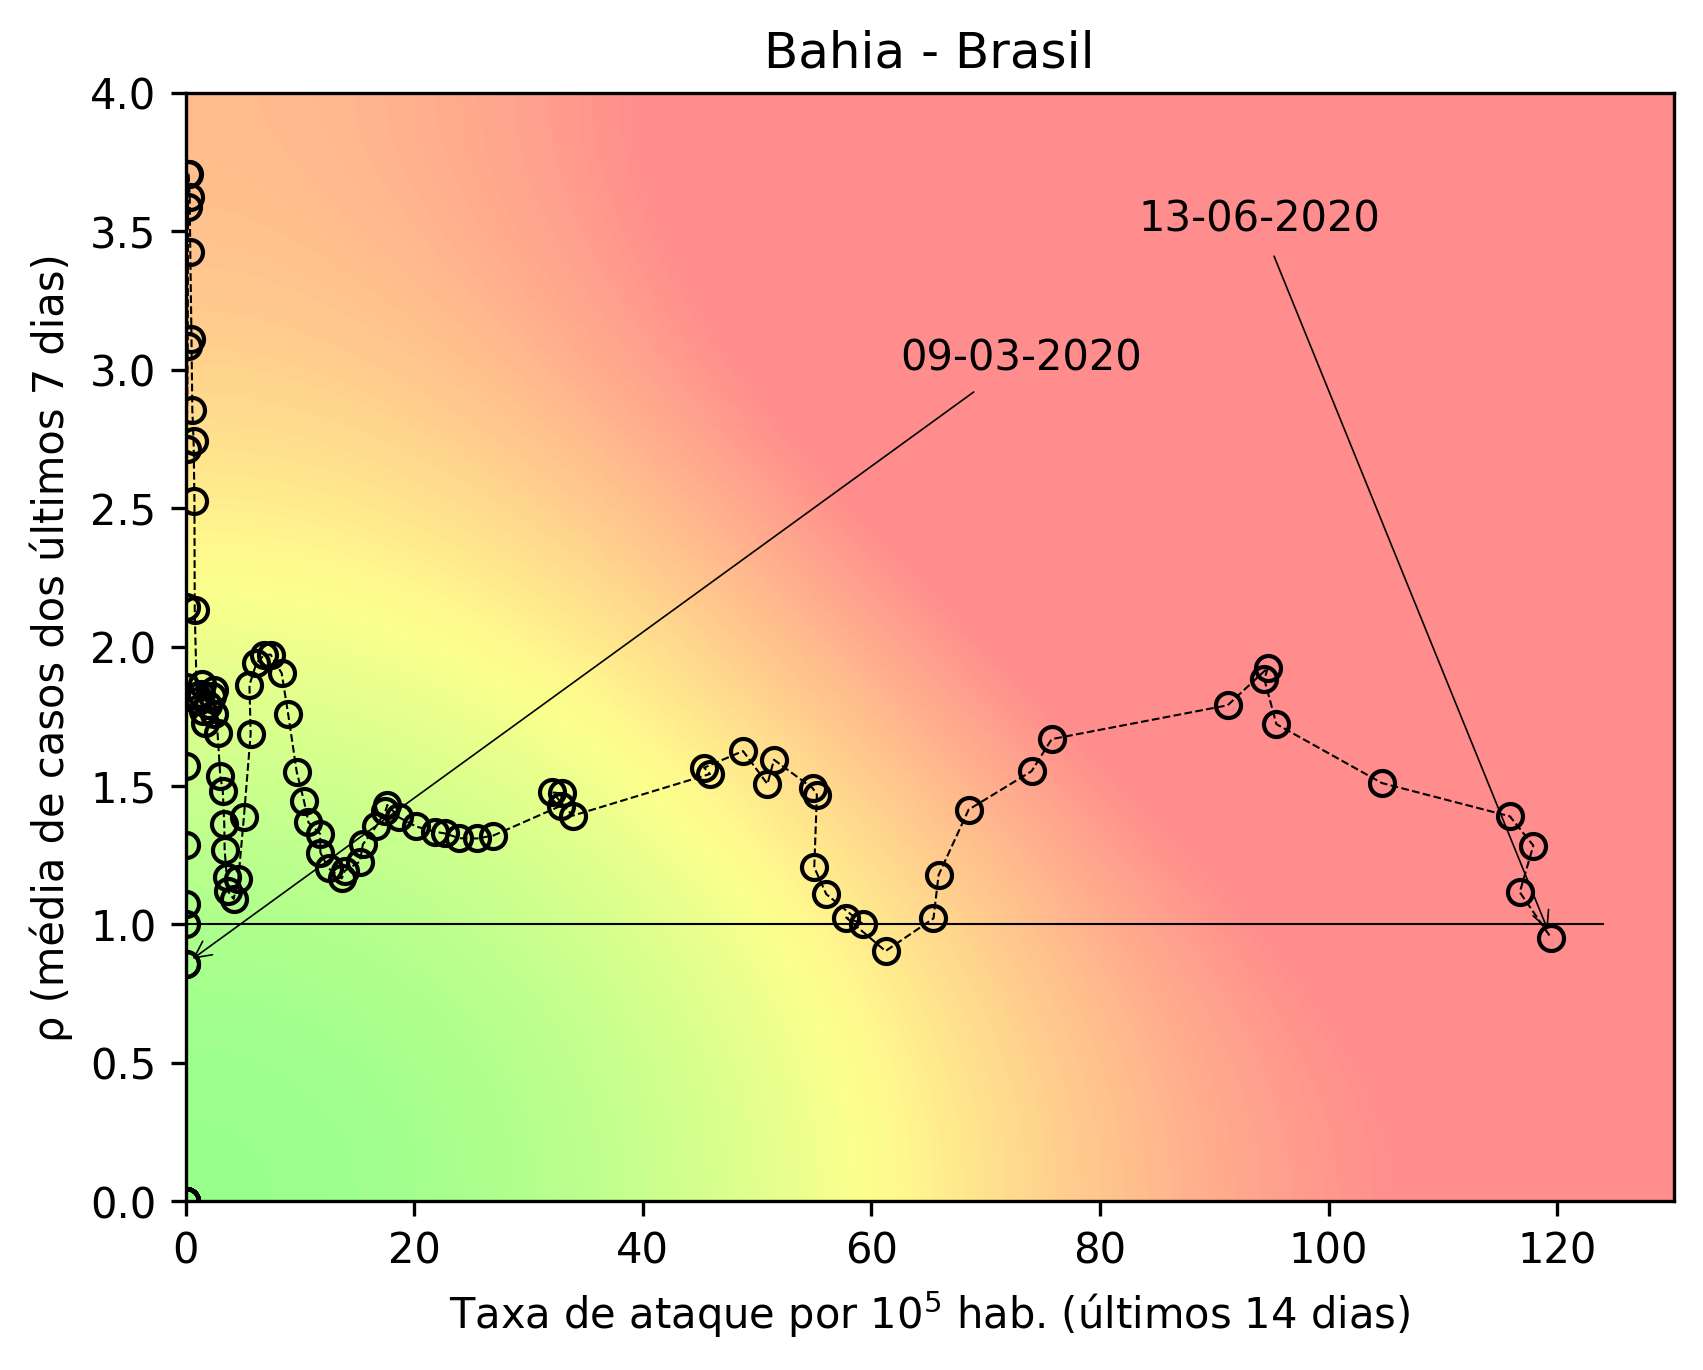 Bahia - Brasil
4.0
3.5
3.0
2.5
2.0
1.5
1.0
0.5
0.0
ρ (média de casos dos últimos 7 dias)
13-06-2020
09-03-2020
0 20 40 60 80 100 120
Taxa de ataque por 10⁵ hab. (últimos 14 dias)